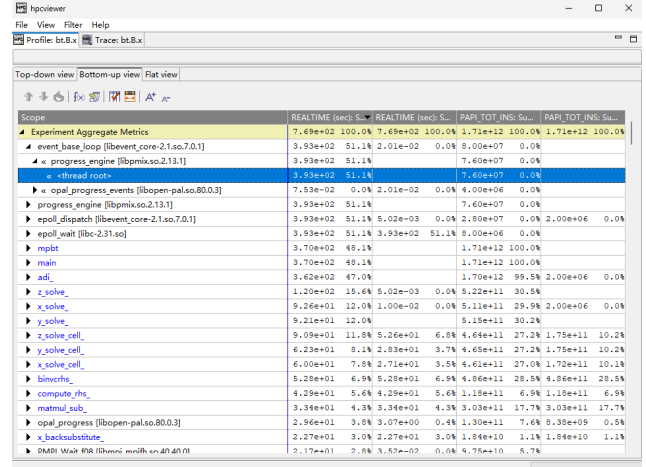 hpcviewer
File View Filter Help
Profile: bt.B.x Trace: bt.B.x
Top-down view Bottom-up view Flat view
f(x) A+ A-
Scope REALTIME (sec): S... REALTIME (sec): S... PAPI_TOT_INS: Su... PAPI_TOT_INS: Su...
Experiment Aggregate Metrics 7.69e+02 100.0% 7.69e+02 100.0% 1.71e+12 100.0% 1.71e+12 100.0%
event_base_loop [libevent_core-2.1.so.7.0.1] 3.93e+02 51.1% 2.01e-02 0.0% 8.00e+07 0.0%
« progress_engine [libpmix.so.2.13.1] 3.93e+02 51.1% 7.60e+07 0.0%
« <thread root> 3.93e+02 51.1% 7.60e+07 0.0%
« opal_progress_events [libopen-pal.so.80.0.3] 7.53e-02 0.0% 2.01e-02 0.0% 4.00e+06 0.0%
progress_engine [libpmix.so.2.13.1] 3.93e+02 51.1% 7.60e+07 0.0%
epoll_dispatch [libevent_core-2.1.so.7.0.1] 3.93e+02 51.1% 5.02e-03 0.0% 2.80e+07 0.0% 2.00e+06 0.0%
epoll_wait [libc-2.31.so] 3.93e+02 51.1% 3.93e+02 51.1% 8.00e+06 0.0%
mpbt 3.70e+02 48.1% 1.71e+12 100.0%
main 3.70e+02 48.1% 1.71e+12 100.0%
adi_ 3.62e+02 47.0% 1.70e+12 99.5% 2.00e+06 0.0%
z_solve_ 1.20e+02 15.6% 5.02e-03 0.0% 5.22e+11 30.5%
x_solve_ 9.26e+01 12.0% 1.00e-02 0.0% 5.11e+11 29.9% 2.00e+06 0.0%
y_solve_ 9.21e+01 12.0% 5.15e+11 30.2%
z_solve_cell_ 9.09e+01 11.8% 5.26e+01 6.8% 4.64e+11 27.2% 1.75e+11 10.2%
y_solve_cell_ 6.23e+01 8.1% 2.83e+01 3.7% 4.65e+11 27.2% 1.75e+11 10.2%
x_solve_cell_ 6.00e+01 7.8% 2.71e+01 3.5% 4.61e+11 27.0% 1.72e+11 10.1%
binvcrhs_ 5.28e+01 6.9% 5.28e+01 6.9% 4.86e+11 28.5% 4.86e+11 28.5%
compute_rhs_ 4.29e+01 5.6% 4.29e+01 5.6% 1.18e+11 6.9% 1.18e+11 6.9%
matmul_sub_ 3.34e+01 4.3% 3.34e+01 4.3% 3.03e+11 17.7% 3.03e+11 17.7%
opal_progress [libopen-pal.so.80.0.3] 2.96e+01 3.8% 3.07e+00 0.4% 1.30e+11 7.6% 8.38e+09 0.5%
x_backsubstitute_ 2.27e+01 3.0% 2.27e+01 3.0% 1.84e+10 1.1% 1.84e+10 1.1%
PMPI_Wait_f08 [libmpi_mpifh.so.40.40.0] 2.17e+01 2.8% 3.52e-02 0.0% 9.75e+10 5.7%